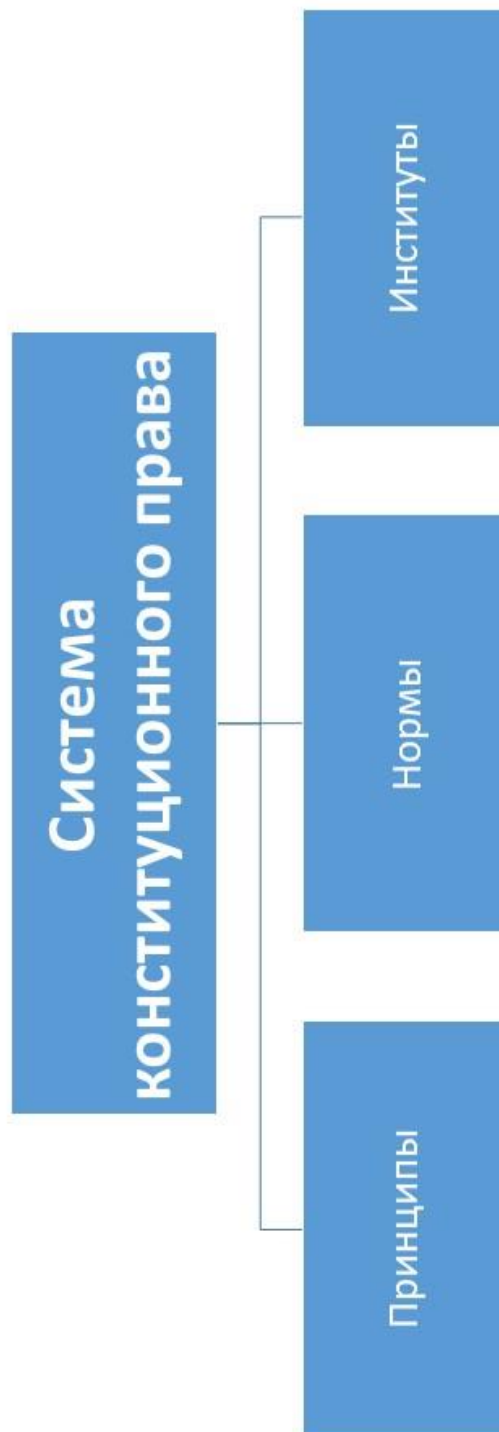 Система
конституционного права
Принципы
Нормы
Институты